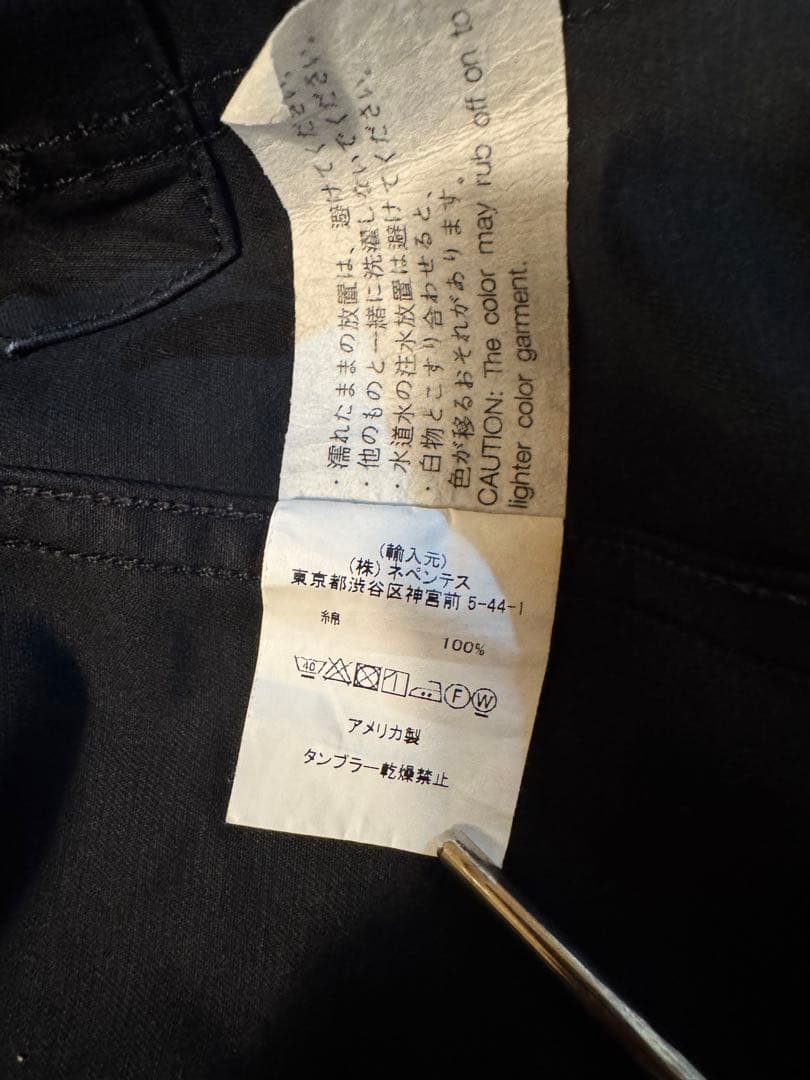 ・濡れたままの放置は、避けてください。
・他のものと一緒に洗濯しないでください。
・水道水の注水放置は避けてください。
・白物とこすり合わせると、
色が移るおそれがあります。
CAUTION: The color may rub off on to
lighter color garment.
(輸入元)
(株)ネペンテス
東京都渋谷区神宮前 5-44-1
綿 100%
40 F W
アメリカ製
タンブラー乾燥禁止